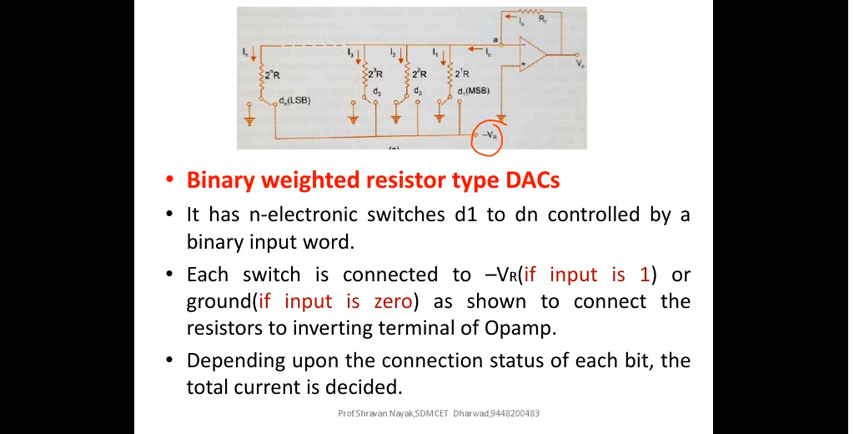 Iₒ R_f
a
Iₙ I₃ I₂ I₁ Iₒ
2ⁿR 2³R 2²R 2¹R
Vₒ
dₙ(LSB) d₃ d₂ d₁(MSB)
–V_R
• Binary weighted resistor type DACs
• It has n-electronic switches d1 to dn controlled by a
binary input word.
• Each switch is connected to –VR(if input is 1) or
ground(if input is zero) as shown to connect the
resistors to inverting terminal of Opamp.
• Depending upon the connection status of each bit, the
total current is decided.
Prof.Shravan Nayak,SDMCET Dharwad,9448200483